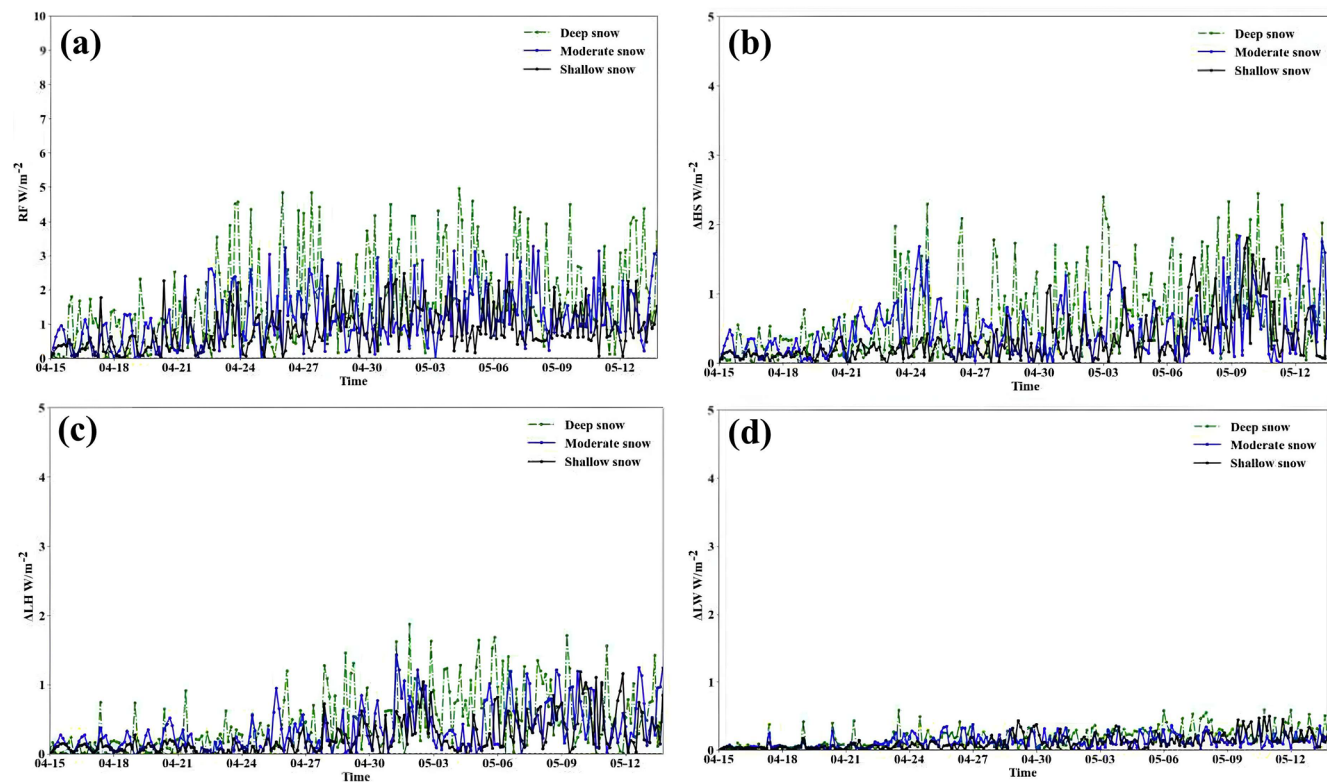 (a)
Deep snow
Moderate snow
Shallow snow
RF W/m⁻²
10
9
8
7
6
5
4
3
2
1
0
04-15 04-18 04-21 04-24 04-27 04-30 05-03 05-06 05-09 05-12
Time
(b)
Deep snow
Moderate snow
Shallow snow
ΔHS W/m⁻²
5
4
3
2
1
0
04-15 04-18 04-21 04-24 04-27 04-30 05-03 05-06 05-09 05-12
Time
(c)
Deep snow
Moderate snow
Shallow snow
ΔLH W/m⁻²
5
4
3
2
1
0
04-15 04-18 04-21 04-24 04-27 04-30 05-03 05-06 05-09 05-12
Time
(d)
Deep snow
Moderate snow
Shallow snow
ΔLW W/m⁻²
5
4
3
2
1
0
04-15 04-18 04-21 04-24 04-27 04-30 05-03 05-06 05-09 05-12
Time